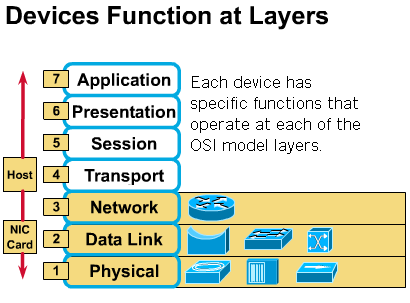 Devices Function at Layers
7 Application
6 Presentation
5 Session
4 Transport
3 Network
2 Data Link
1 Physical
Host
NIC
Card
Each device has
specific functions that
operate at each of the
OSI model layers.